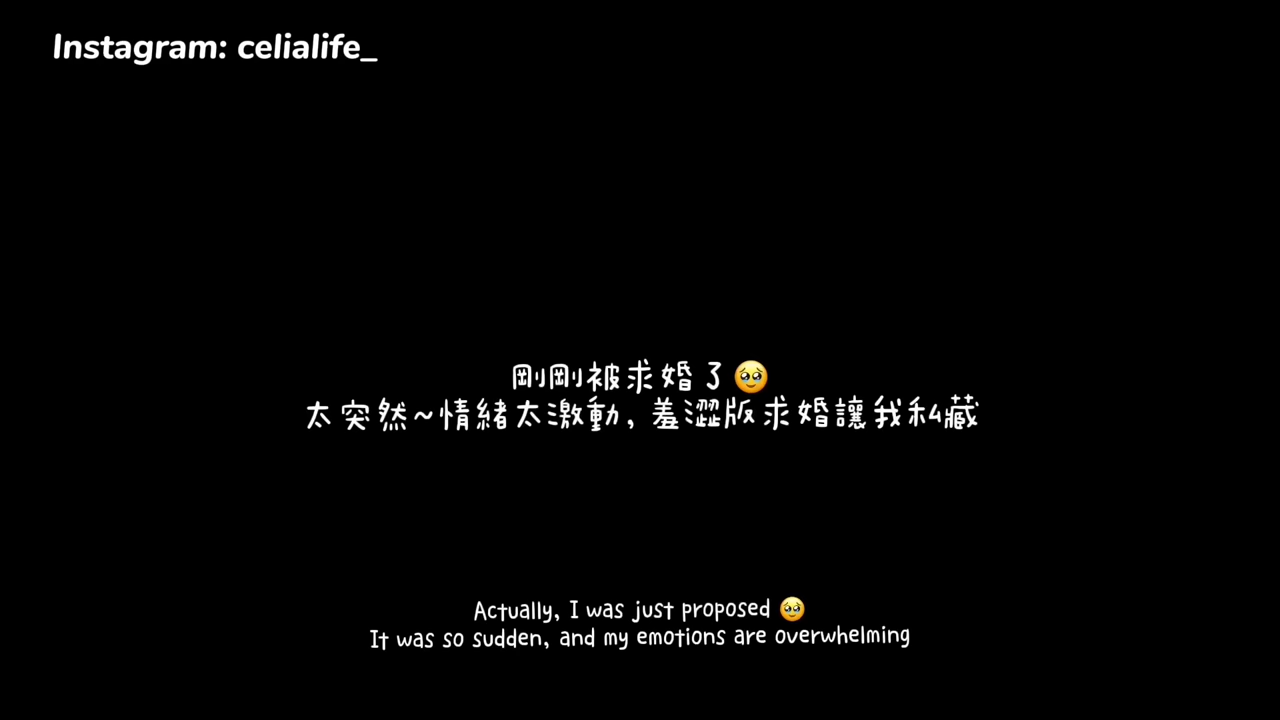 Instagram: celialife_
剛剛被求婚了🥹
太突然~情緒太激動, 羞澀版求婚讓我私藏
Actually, I was just proposed 🥹
It was so sudden, and my emotions are overwhelming